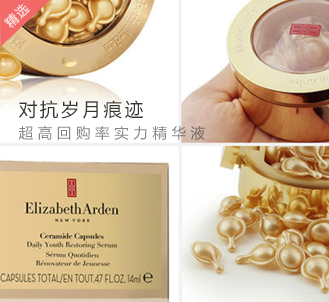 精选
对抗岁月痕迹
超高回购率实力精华液
Elizabeth Arden
NEW YORK
Ceramide Capsules
Daily Youth Restoring Serum
Sérum Quotidien
Rénovateur de Jeunesse
CAPSULES TOTAL/EN TOUT .47 FL.OZ. 14ml e